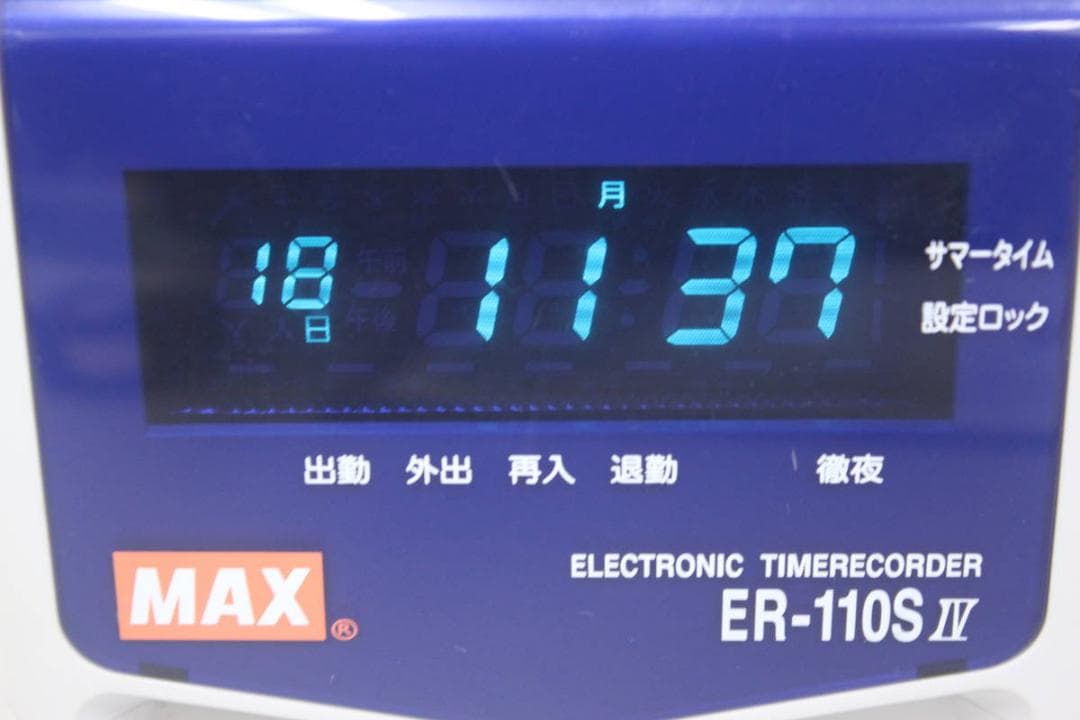 月
18 11 37
日
サマータイム
設定ロック
出勤 外出 再入 退勤 徹夜
MAX®
ELECTRONIC TIMERECORDER
ER-110S IV